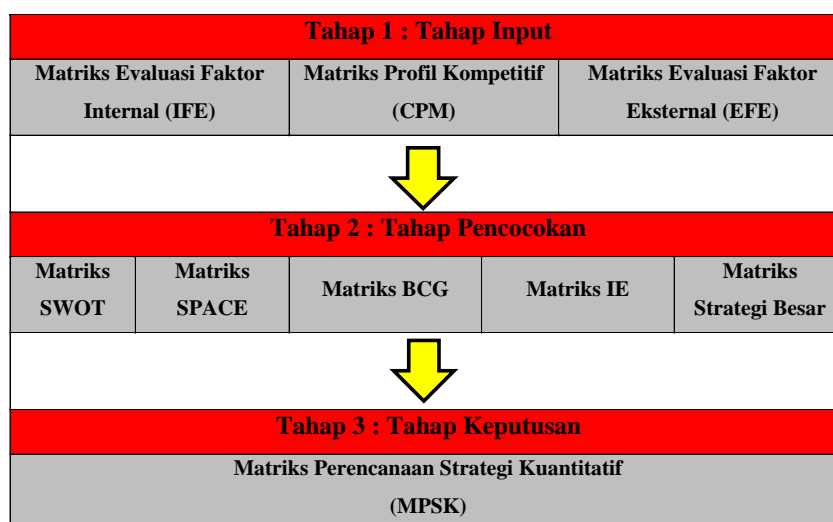 Tahap 1 : Tahap Input
Matriks Evaluasi Faktor
Internal (IFE)
Matriks Profil Kompetitif
(CPM)
Matriks Evaluasi Faktor
Eksternal (EFE)
Tahap 2 : Tahap Pencocokan
Matriks
SWOT
Matriks
SPACE
Matriks BCG
Matriks IE
Matriks
Strategi Besar
Tahap 3 : Tahap Keputusan
Matriks Perencanaan Strategi Kuantitatif
(MPSK)